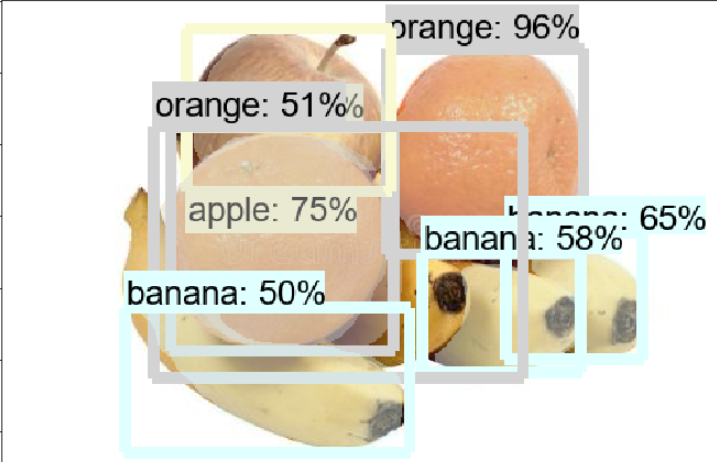 orange: 96%
orange: 51%
%
apple: 75%
banana: 65%
banana: 58%
banana: 50%